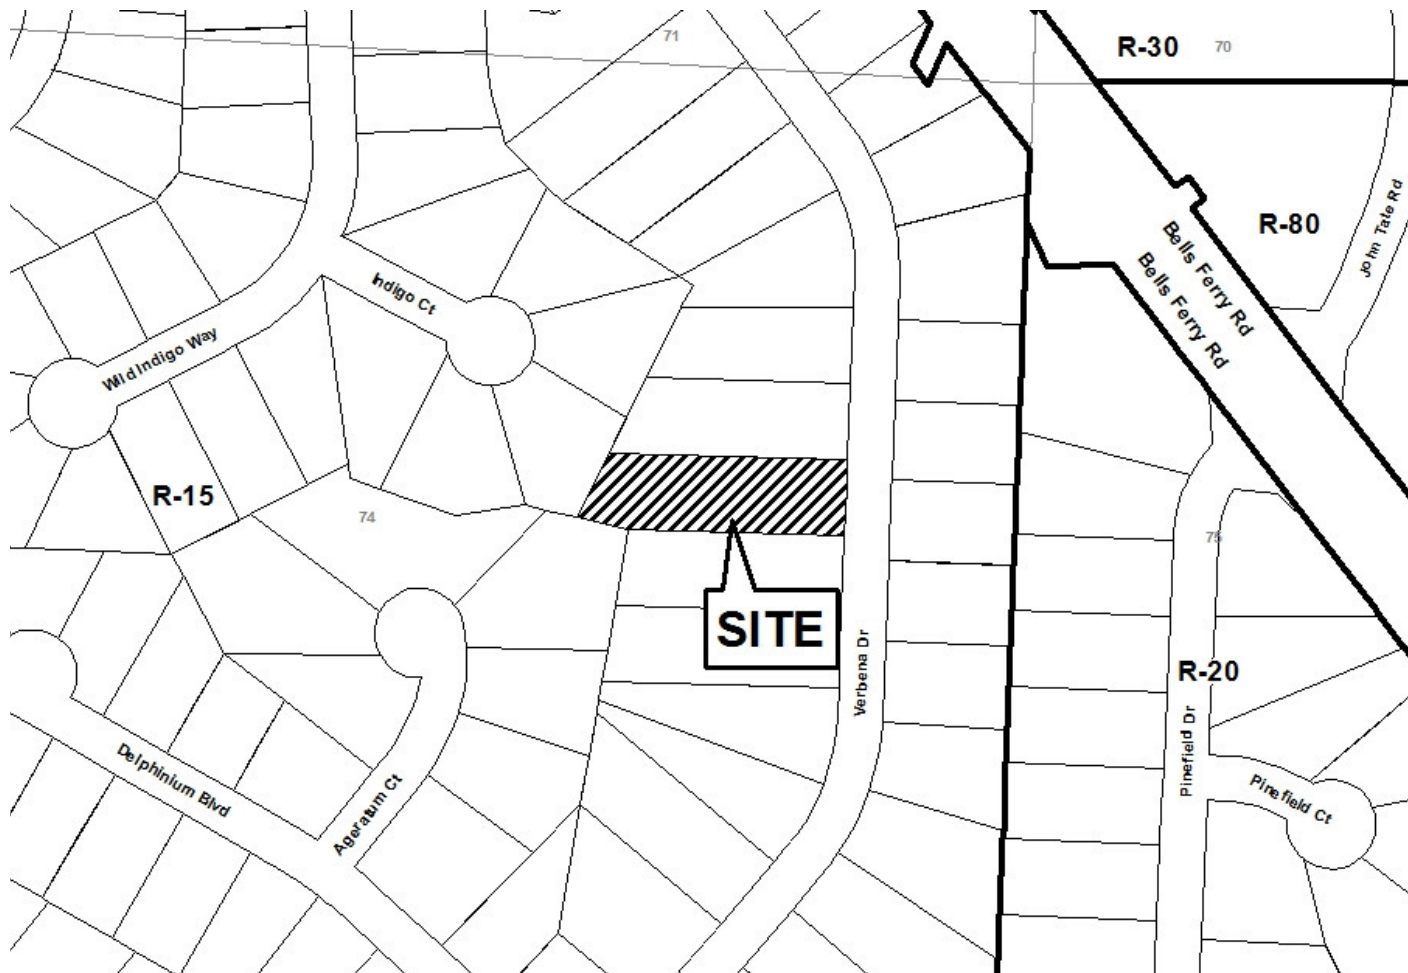 71
R-30
70
R-80
John Tate Rd
Bells Ferry Rd
Bells Ferry Rd
Indigo Ct
Wild Indigo Way
R-15
74
75
SITE
Verbena Dr
R-20
Pinefield Dr
Pinefield Ct
Delphinium Blvd
Ageratum Ct